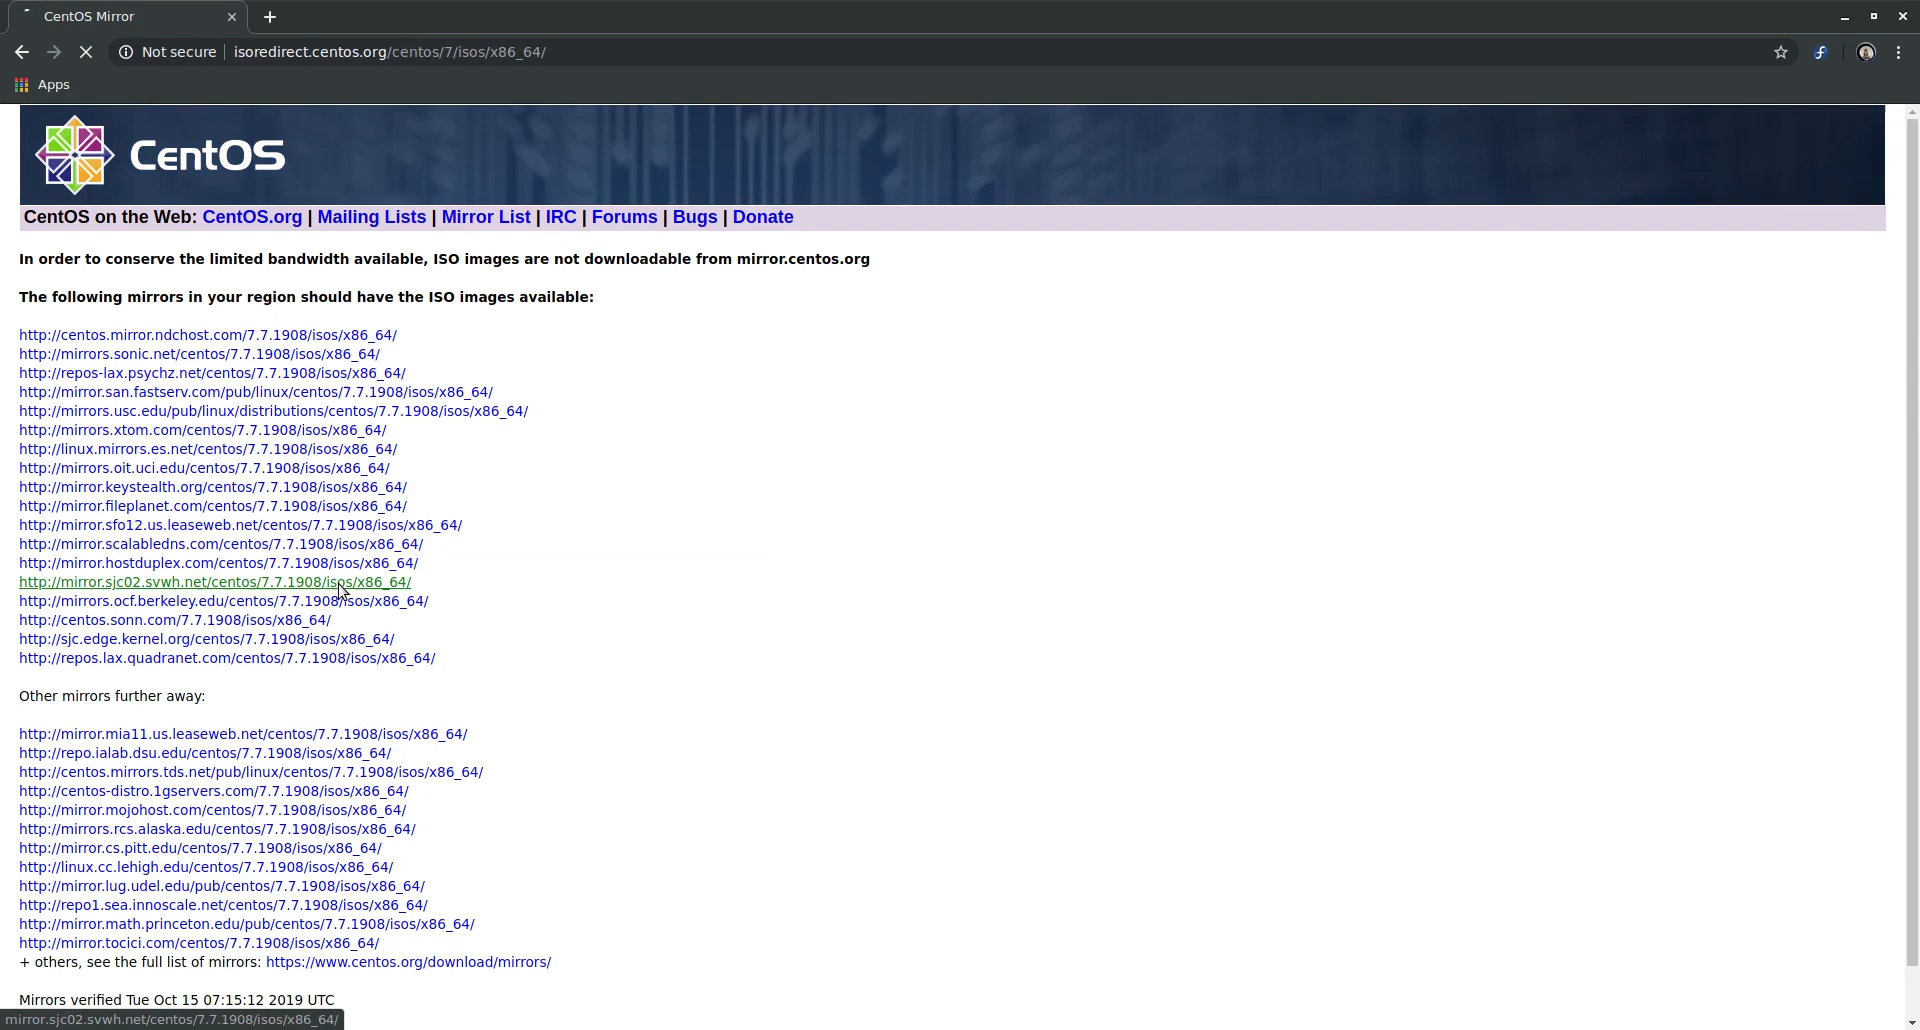 CentOS Mirror
Not secure isoredirect.centos.org/centos/7/isos/x86_64/
Apps
CentOS
CentOS on the Web: CentOS.org | Mailing Lists | Mirror List | IRC | Forums | Bugs | Donate
In order to conserve the limited bandwidth available, ISO images are not downloadable from mirror.centos.org
The following mirrors in your region should have the ISO images available:
http://centos.mirror.ndchost.com/7.7.1908/isos/x86_64/
http://mirrors.sonic.net/centos/7.7.1908/isos/x86_64/
http://repos-lax.psychz.net/centos/7.7.1908/isos/x86_64/
http://mirror.san.fastserv.com/pub/linux/centos/7.7.1908/isos/x86_64/
http://mirrors.usc.edu/pub/linux/distributions/centos/7.7.1908/isos/x86_64/
http://mirrors.xtom.com/centos/7.7.1908/isos/x86_64/
http://linux.mirrors.es.net/centos/7.7.1908/isos/x86_64/
http://mirrors.oit.uci.edu/centos/7.7.1908/isos/x86_64/
http://mirror.keystealth.org/centos/7.7.1908/isos/x86_64/
http://mirror.fileplanet.com/centos/7.7.1908/isos/x86_64/
http://mirror.sfo12.us.leaseweb.net/centos/7.7.1908/isos/x86_64/
http://mirror.scalabledns.com/centos/7.7.1908/isos/x86_64/
http://mirror.hostduplex.com/centos/7.7.1908/isos/x86_64/
http://mirror.sjc02.svwh.net/centos/7.7.1908/isos/x86_64/
http://mirrors.ocf.berkeley.edu/centos/7.7.1908/isos/x86_64/
http://centos.sonn.com/7.7.1908/isos/x86_64/
http://sjc.edge.kernel.org/centos/7.7.1908/isos/x86_64/
http://repos.lax.quadranet.com/centos/7.7.1908/isos/x86_64/
Other mirrors further away:
http://mirror.mia11.us.leaseweb.net/centos/7.7.1908/isos/x86_64/
http://repo.ialab.dsu.edu/centos/7.7.1908/isos/x86_64/
http://centos.mirrors.tds.net/pub/linux/centos/7.7.1908/isos/x86_64/
http://centos-distro.1gservers.com/7.7.1908/isos/x86_64/
http://mirror.mojohost.com/centos/7.7.1908/isos/x86_64/
http://mirrors.rcs.alaska.edu/centos/7.7.1908/isos/x86_64/
http://mirror.cs.pitt.edu/centos/7.7.1908/isos/x86_64/
http://linux.cc.lehigh.edu/centos/7.7.1908/isos/x86_64/
http://mirror.lug.udel.edu/pub/centos/7.7.1908/isos/x86_64/
http://repo1.sea.innoscale.net/centos/7.7.1908/isos/x86_64/
http://mirror.math.princeton.edu/pub/centos/7.7.1908/isos/x86_64/
http://mirror.tocici.com/centos/7.7.1908/isos/x86_64/
+ others, see the full list of mirrors: https://www.centos.org/download/mirrors/
Mirrors verified Tue Oct 15 07:15:12 2019 UTC
mirror.sjc02.svwh.net/centos/7.7.1908/isos/x86_64/